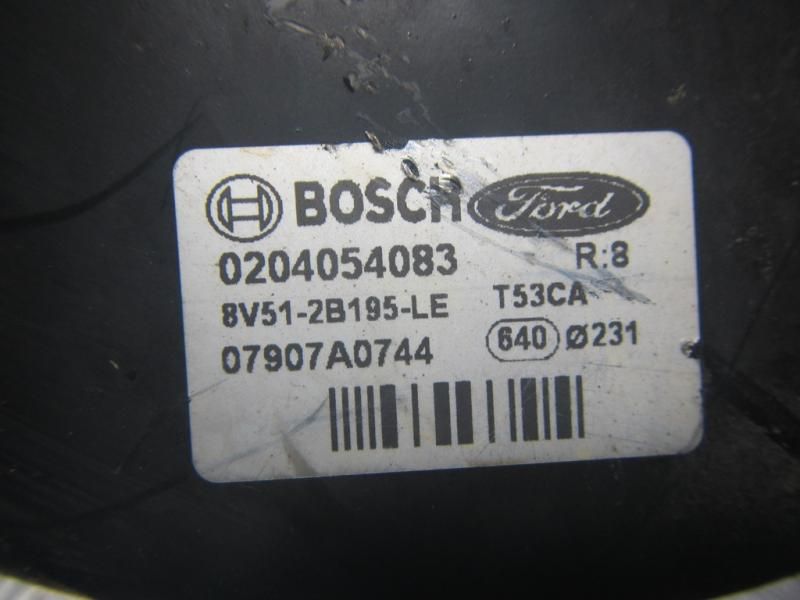 BOSCH Ford
0204054083 R:8
8V51-2B195-LE T53CA
07907A0744 640 Ø231